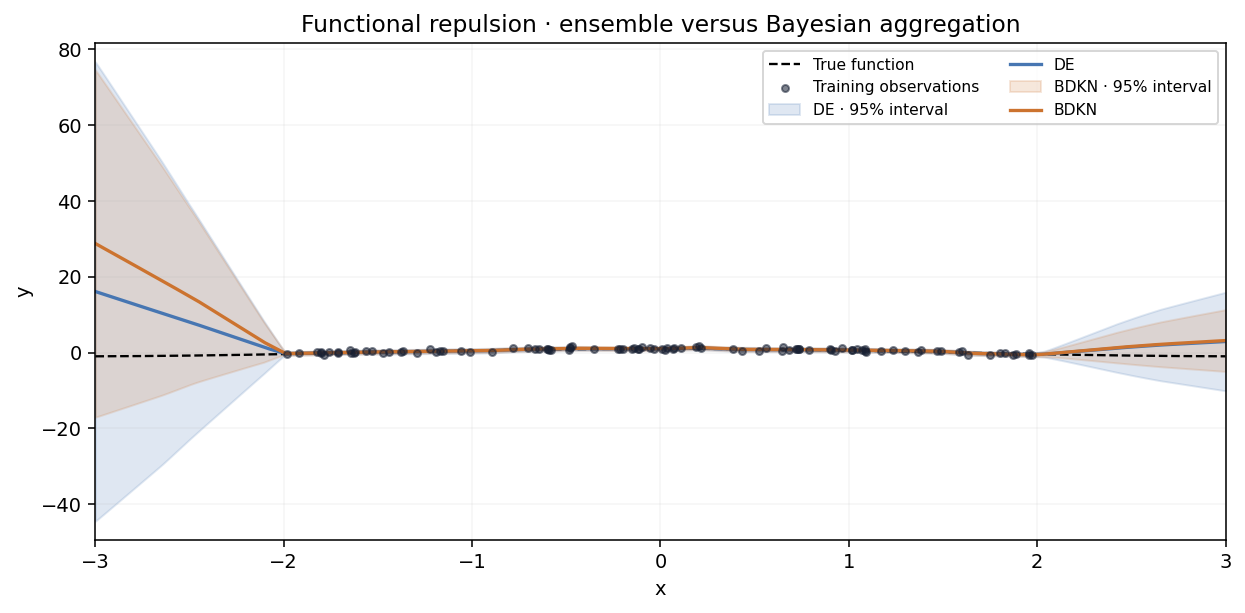 Functional repulsion · ensemble versus Bayesian aggregation
80
60
40
20
0
−20
−40
y
True function
Training observations
DE · 95% interval
DE
BDKN · 95% interval
BDKN
−3
−2
−1
0
1
2
3
x